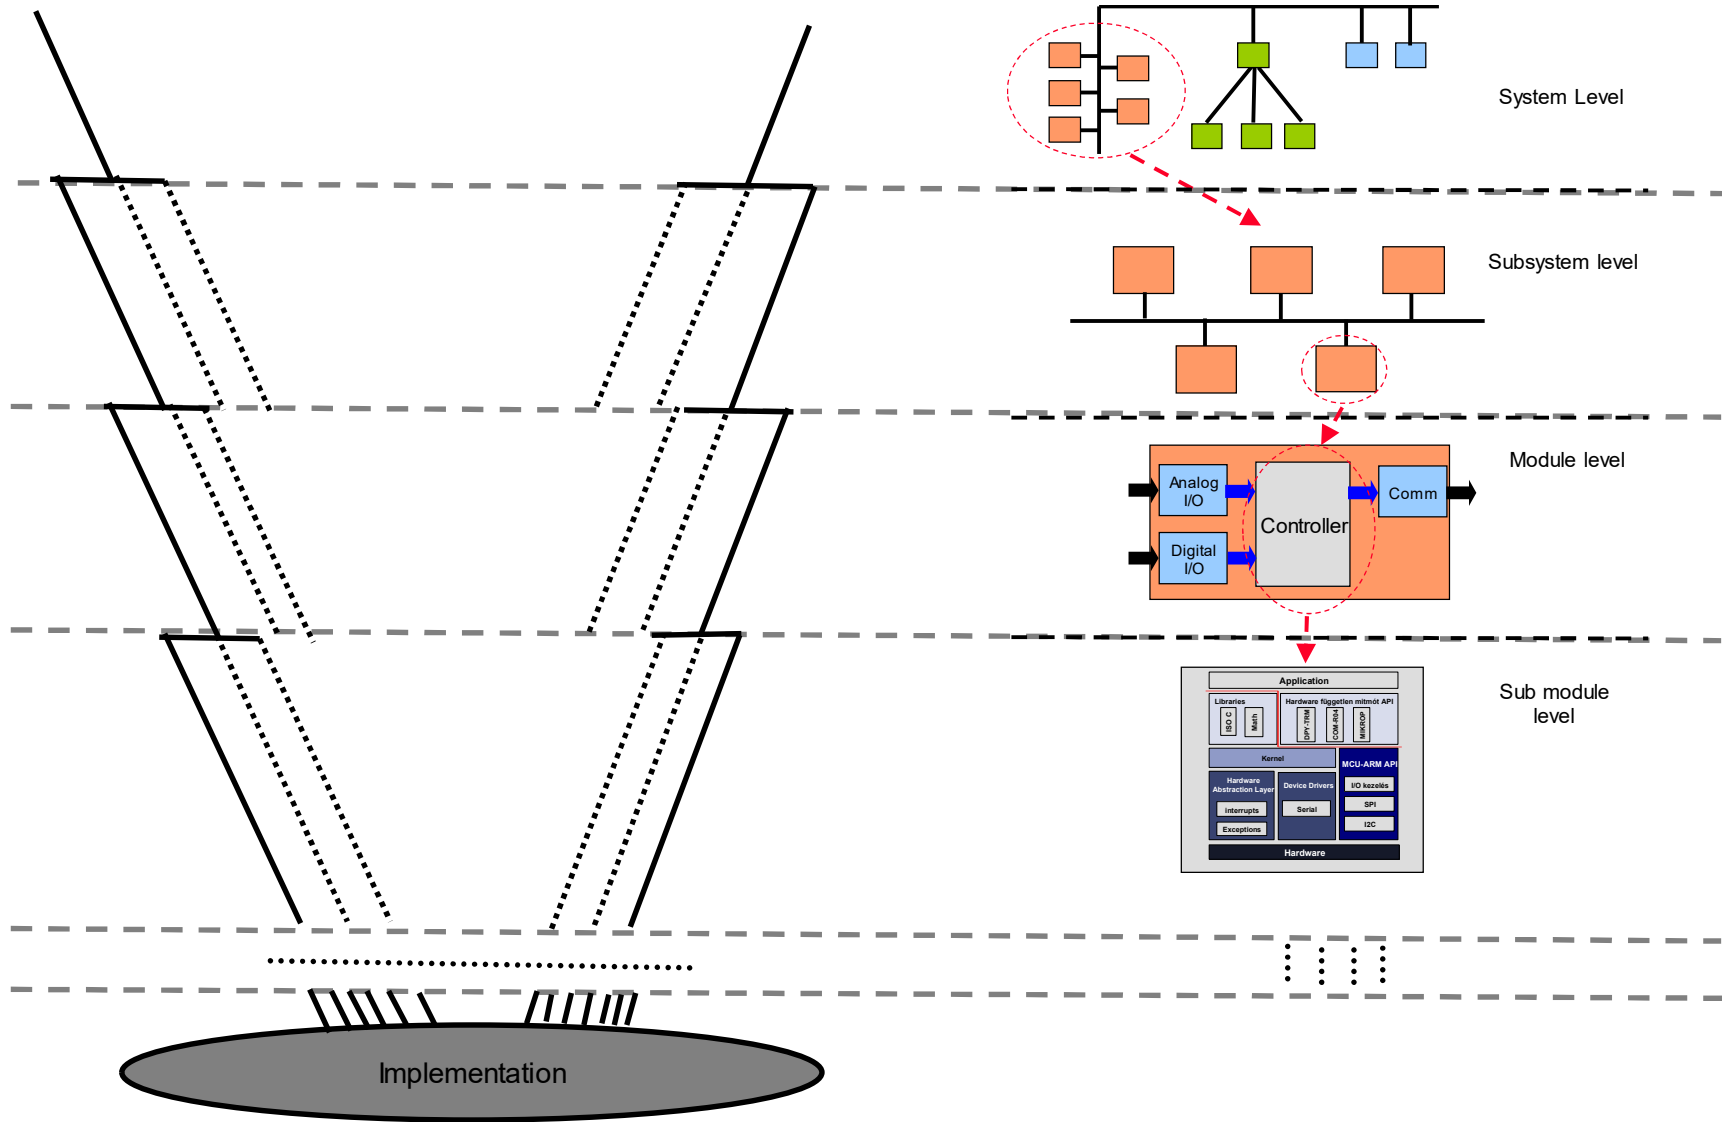 System Level
Subsystem level
Module level
Analog
I/O
Controller
Comm
Digital
I/O
Sub module
level
Application
Libraries
ISO C
Math
Hardware független mitmót API
DPY-TRM
COM-R04
MIKROP
Kernel
MCU-ARM API
Hardware
Abstraction Layer
interrupts
Exceptions
Device Drivers
Serial
I/O kezelés
SPI
I2C
Hardware
Implementation